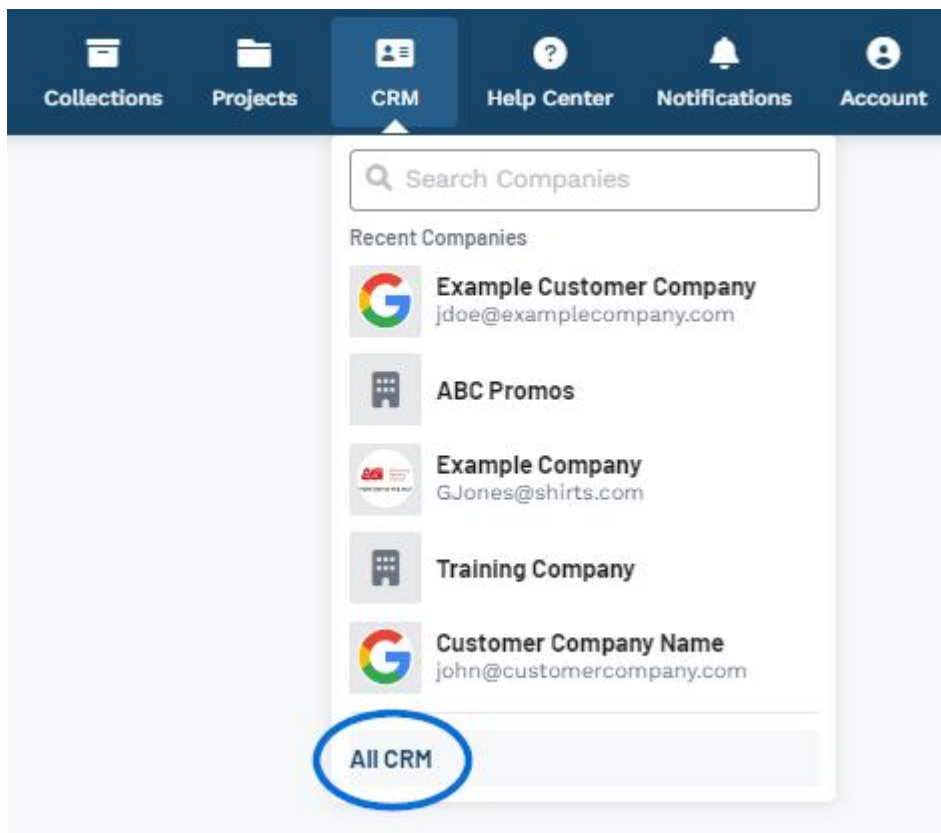 Collections Projects CRM Help Center Notifications Account
Search Companies
Recent Companies
Example Customer Company
jdoe@examplecompany.com
ABC Promos
Example Company
GJones@shirts.com
Training Company
Customer Company Name
john@customercompany.com
All CRM